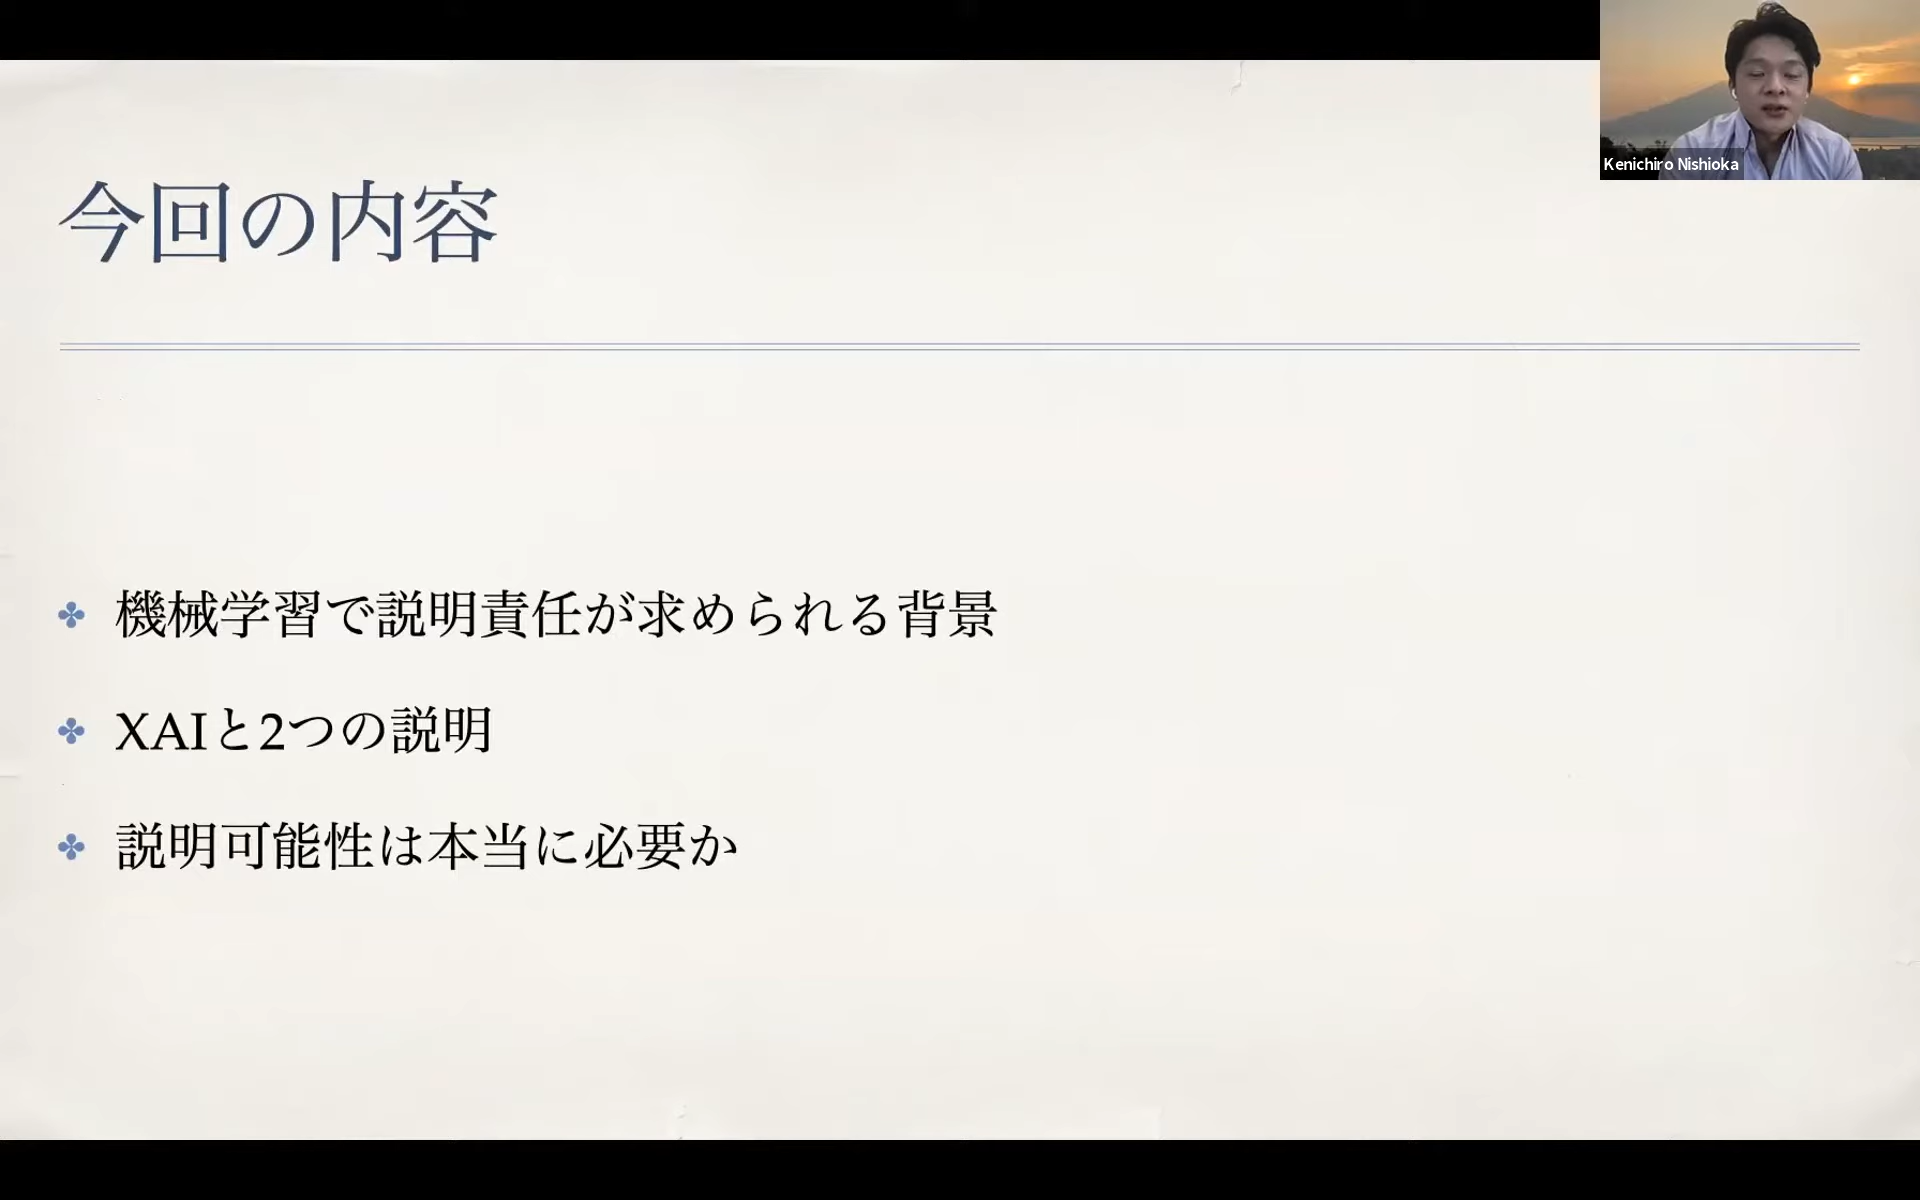 今回の内容
Kenichiro Nishioka
機械学習で説明責任が求められる背景
XAIと2つの説明
説明可能性は本当に必要か